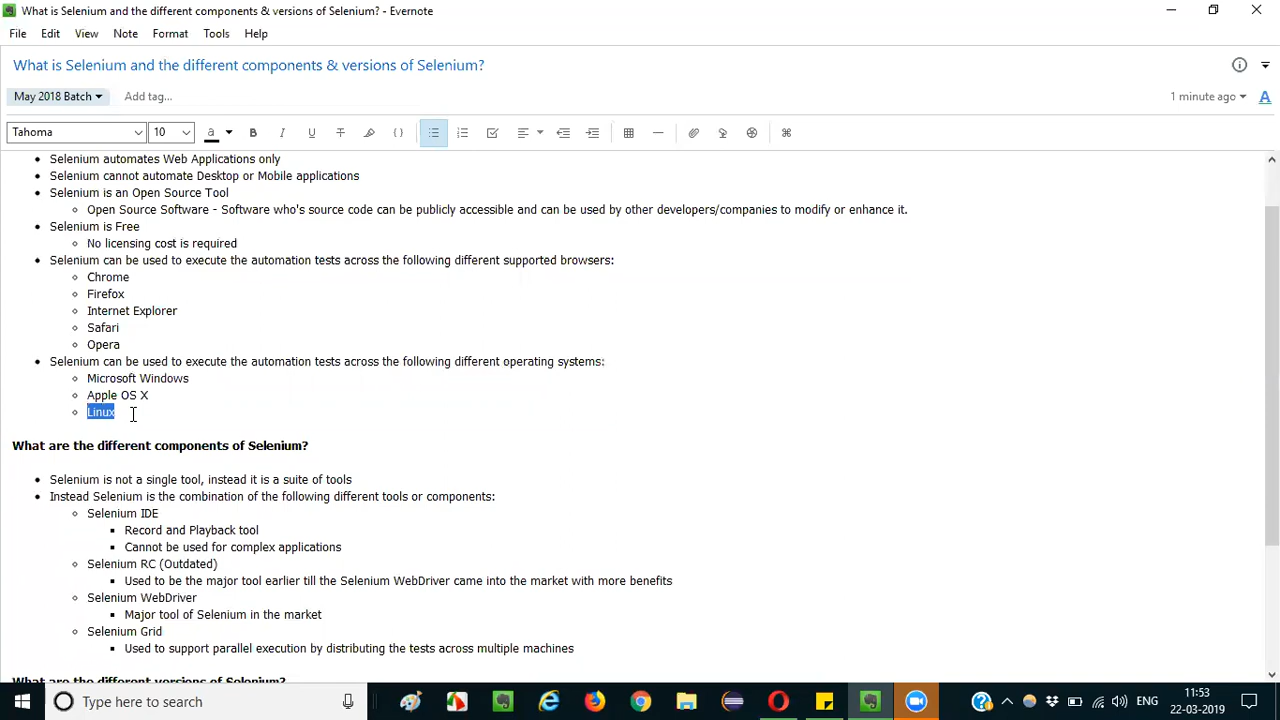 What is Selenium and the different components & versions of Selenium? - Evernote
File Edit View Note Format Tools Help
What is Selenium and the different components & versions of Selenium?
May 2018 Batch Add tag... 1 minute ago
Tahoma 10 a B I U T { } A
Selenium automates Web Applications only
Selenium cannot automate Desktop or Mobile applications
Selenium is an Open Source Tool
Open Source Software - Software who's source code can be publicly accessible and can be used by other developers/companies to modify or enhance it.
Selenium is Free
No licensing cost is required
Selenium can be used to execute the automation tests across the following different supported browsers:
Chrome
Firefox
Internet Explorer
Safari
Opera
Selenium can be used to execute the automation tests across the following different operating systems:
Microsoft Windows
Apple OS X
Linux
What are the different components of Selenium?
Selenium is not a single tool, instead it is a suite of tools
Instead Selenium is the combination of the following different tools or components:
Selenium IDE
Record and Playback tool
Cannot be used for complex applications
Selenium RC (Outdated)
Used to be the major tool earlier till the Selenium WebDriver came into the market with more benefits
Selenium WebDriver
Major tool of Selenium in the market
Selenium Grid
Used to support parallel execution by distributing the tests across multiple machines
What are the different versions of Selenium?
Type here to search
ENG
11:53
22-03-2019